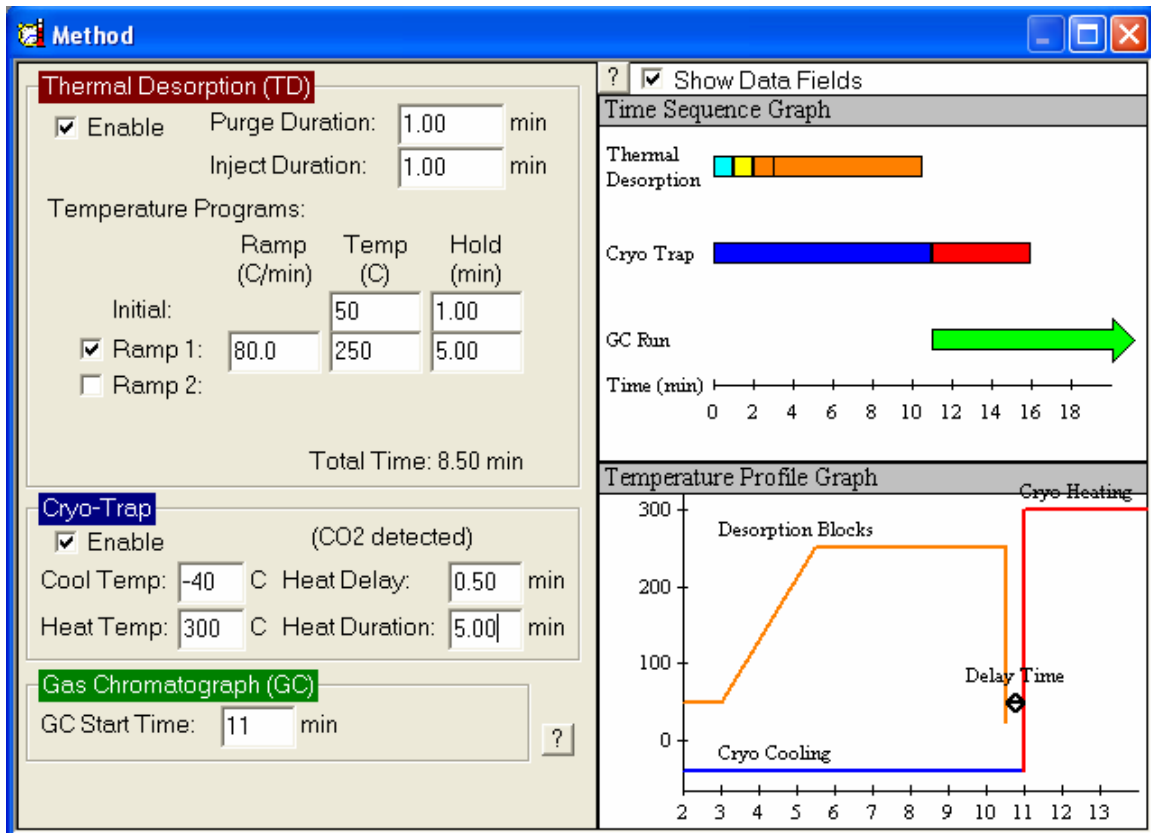 Method
Thermal Desorption (TD)
Enable Purge Duration: 1.00 min
Inject Duration: 1.00 min
Temperature Programs:
Ramp Temp Hold
(C/min) (C) (min)
Initial: 50 1.00
Ramp 1: 80.0 250 5.00
Ramp 2:
Total Time: 8.50 min
Cryo-Trap
Enable (CO2 detected)
Cool Temp: -40 C Heat Delay: 0.50 min
Heat Temp: 300 C Heat Duration: 5.00 min
Gas Chromatograph (GC)
GC Start Time: 11 min
?
? Show Data Fields
Time Sequence Graph
Thermal
Desorption
Cryo Trap
GC Run
Time (min)
0 2 4 6 8 10 12 14 16 18
Temperature Profile Graph
Cryo Heating
300
Desorption Blocks
200
100
Delay Time
0
Cryo Cooling
2 3 4 5 6 7 8 9 10 11 12 13